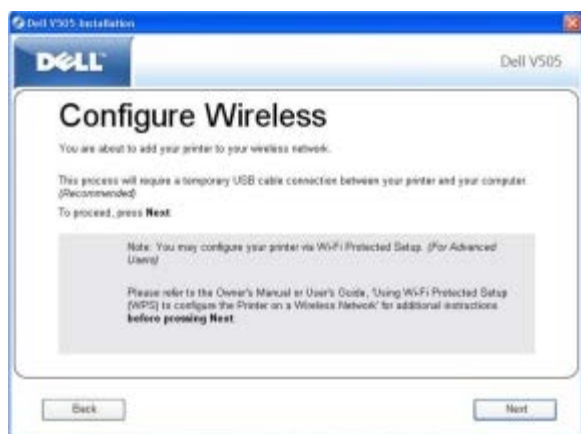 Dell V505 Installation
DELL
Dell V505
Configure Wireless
You are about to add your printer to your wireless network.
This process will require a temporary USB cable connection between your printer and your computer.
(Recommended)
To proceed, press Next
Note: You may configure your printer via Wi-Fi Protected Setup. (For Advanced
Users)
Please refer to the Owner's Manual or User's Guide, 'Using Wi-Fi Protected Setup
(WPS) to configure the Printer on a Wireless Network' for additional instructions
before pressing Next.
Back
Next